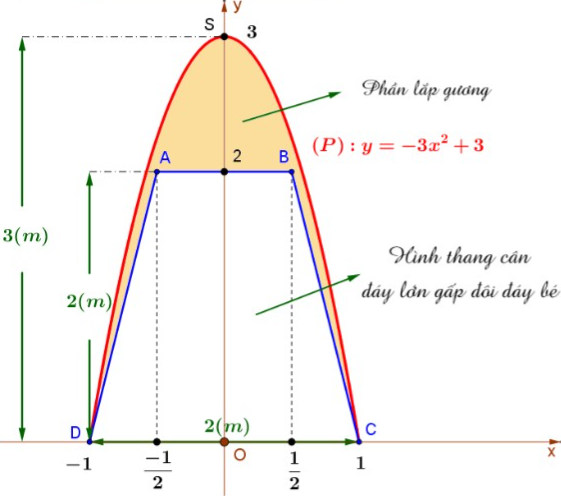 y
S
3
Phần lắp gương
(P) : y = −3x² + 3
A
2
B
3(m)
Hình thang cân
đáy lớn gấp đôi đáy bé
2(m)
2(m)
D
C
O
x
−1
−1/2
1/2
1